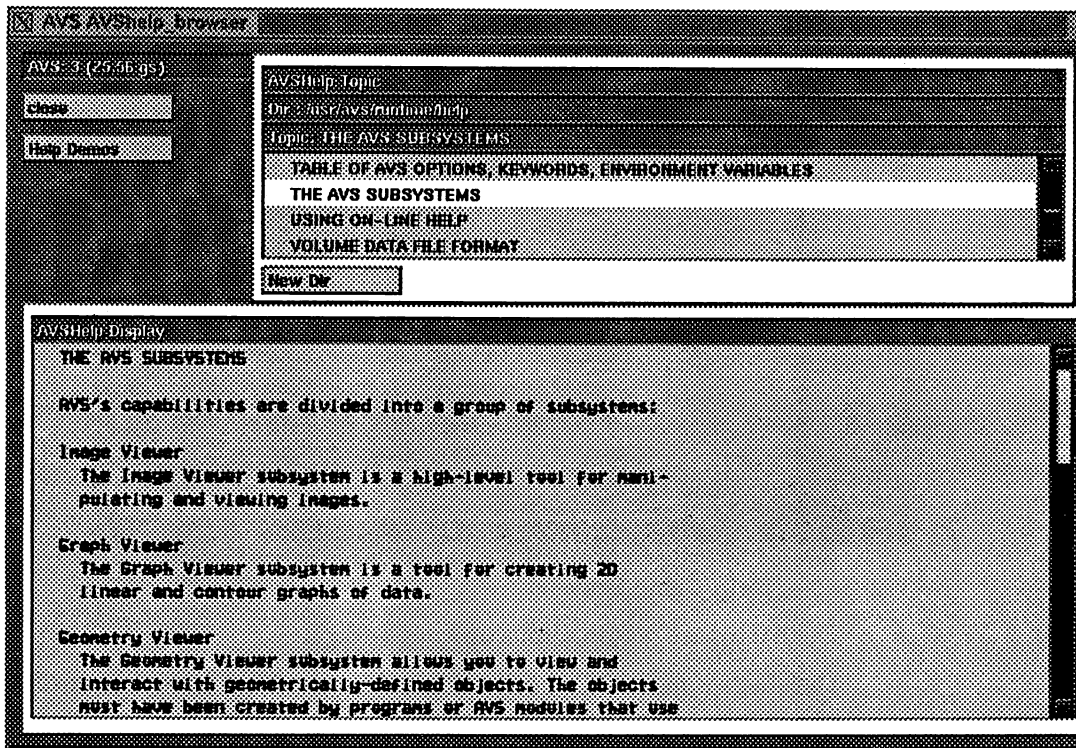 AVS AVShelp_browser
AVS: 3 (25.56 gs)
close
Help Demos
AVSHelp Topic
Dir : /usr/avs/runtime/help
Topic: THE AVS SUBSYSTEMS
TABLE OF AVS OPTIONS, KEYWORDS, ENVIRONMENT VARIABLES
THE AVS SUBSYSTEMS
USING ON-LINE HELP
VOLUME DATA FILE FORMAT
New Dir
AVSHelp Display
THE AVS SUBSYSTEMS
AVS's capabilities are divided into a group of subsystems:
Image Viewer
The Image Viewer subsystem is a high-level tool for mani-
pulating and viewing images.
Graph Viewer
The Graph Viewer subsystem is a tool for creating 2D
linear and contour graphs of data.
Geometry Viewer
The Geometry Viewer subsystem allows you to view and
interact with geometrically-defined objects. The objects
must have been created by programs or AVS modules that use